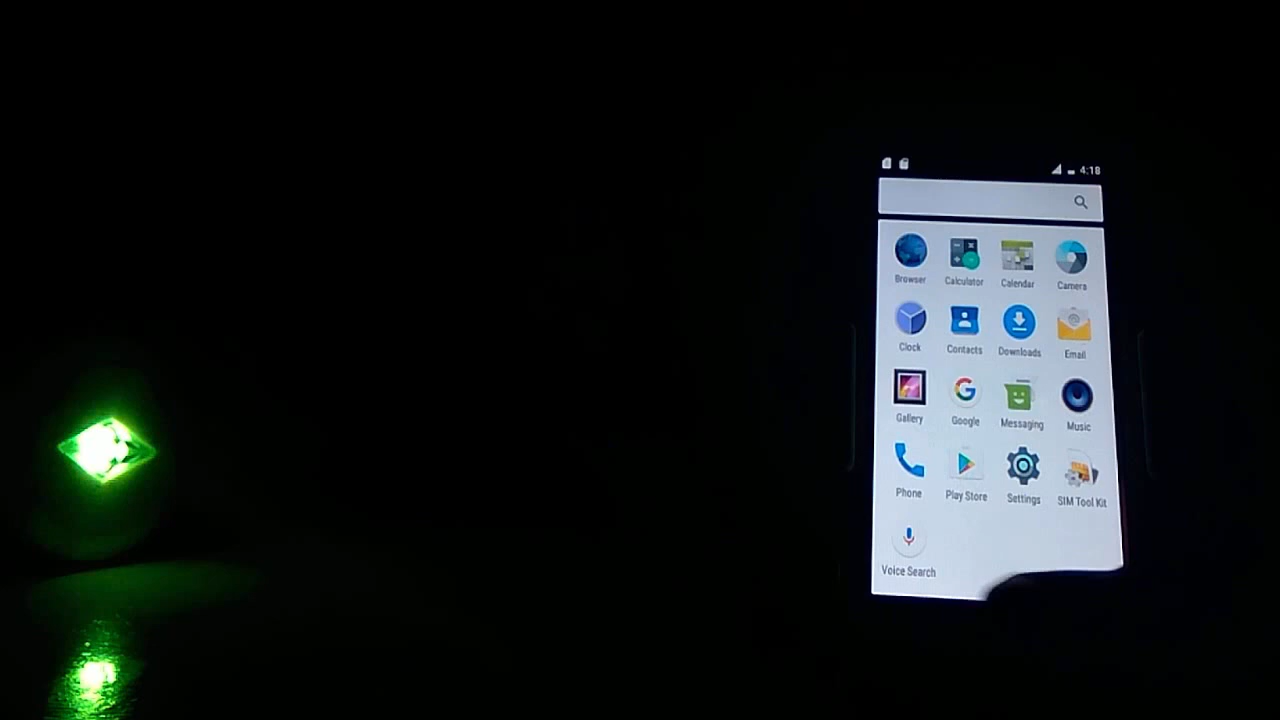 4:18
Browser Calculator Calendar Camera
Clock Contacts Downloads Email
Gallery Google Messaging Music
Phone Play Store Settings SIM Tool Kit
Voice Search